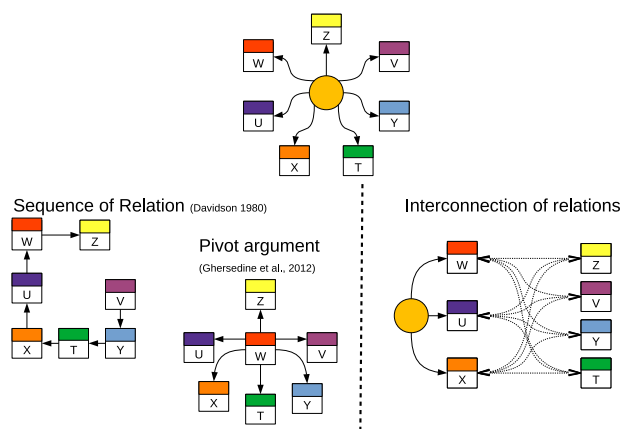 Z
W
V
U
Y
X
T
Sequence of Relation (Davidson 1980)
W
Z
U
V
X
T
Y
Pivot argument
(Ghersedine et al., 2012)
Z
U
W
V
X
T
Y
Interconnection of relations
W
Z
U
V
Y
X
T